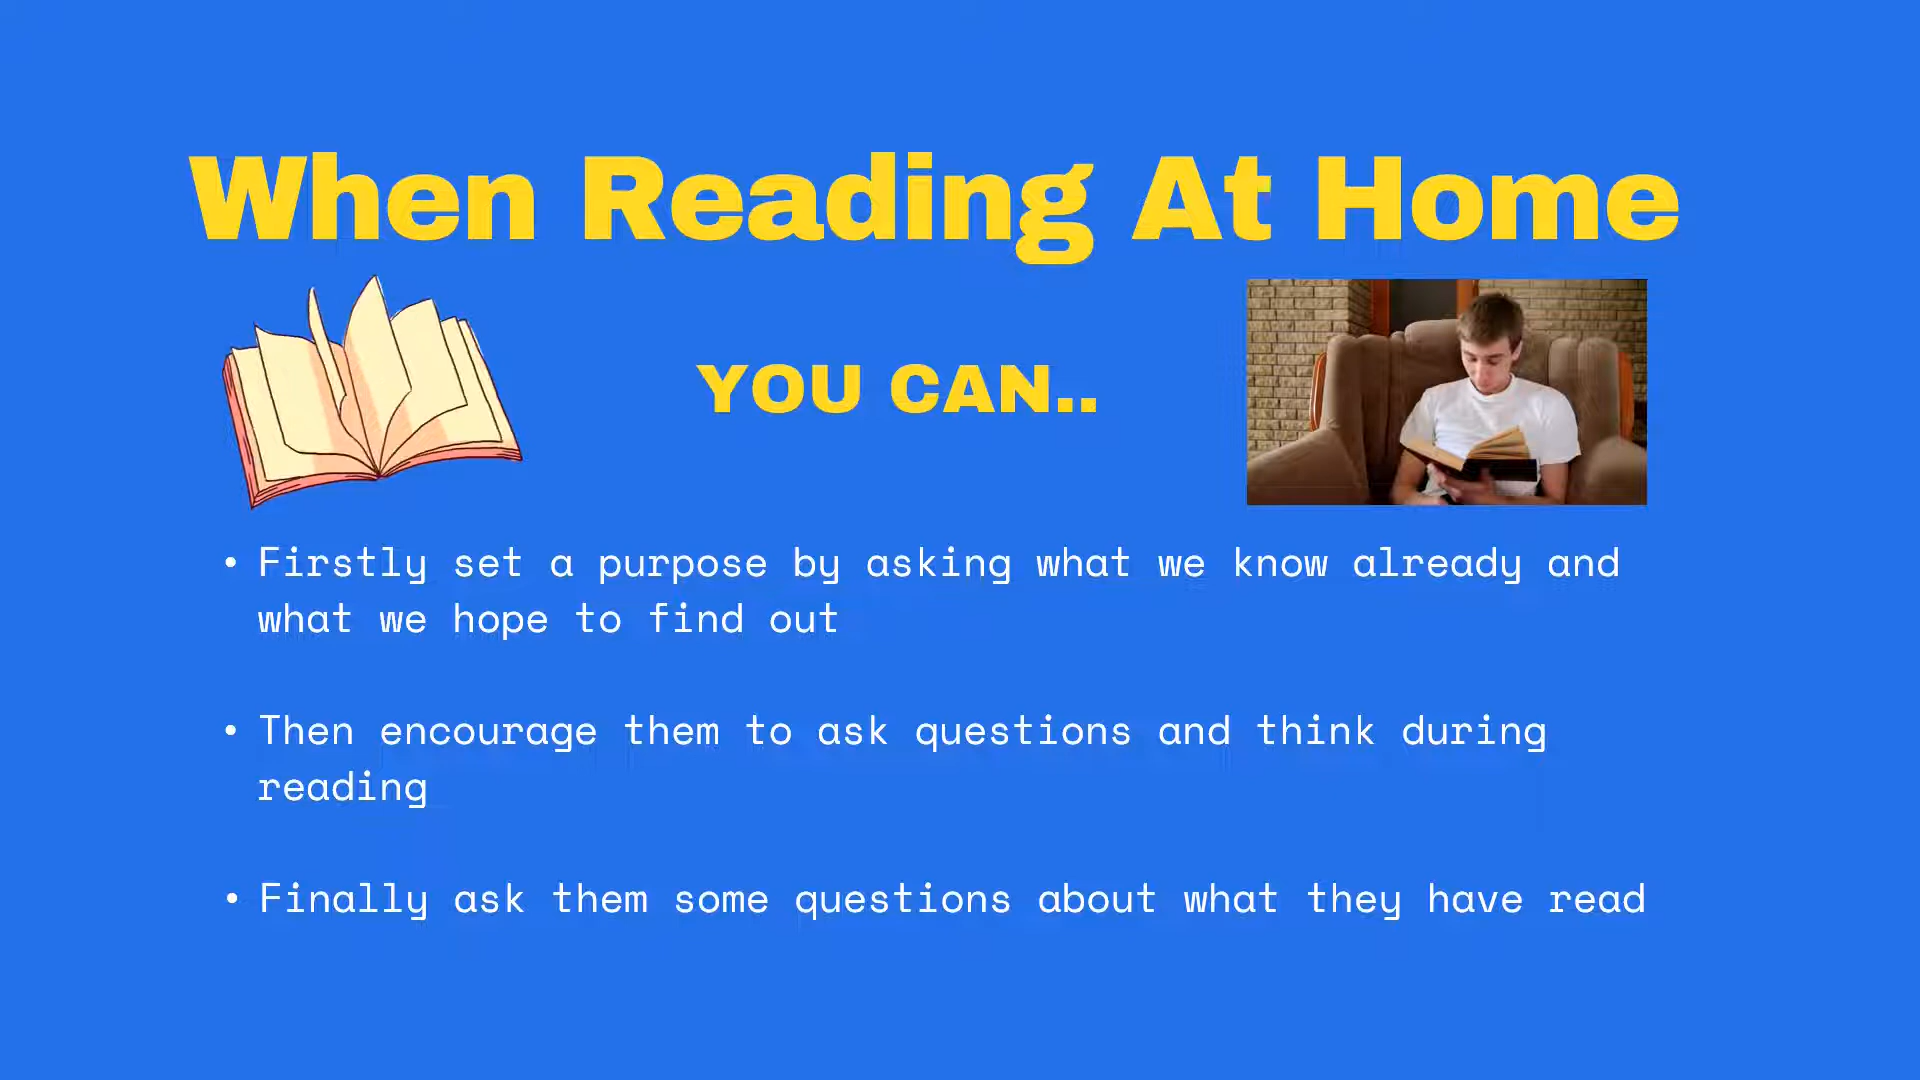 When Reading At Home
YOU CAN..
• Firstly set a purpose by asking what we know already and
what we hope to find out
• Then encourage them to ask questions and think during
reading
• Finally ask them some questions about what they have read